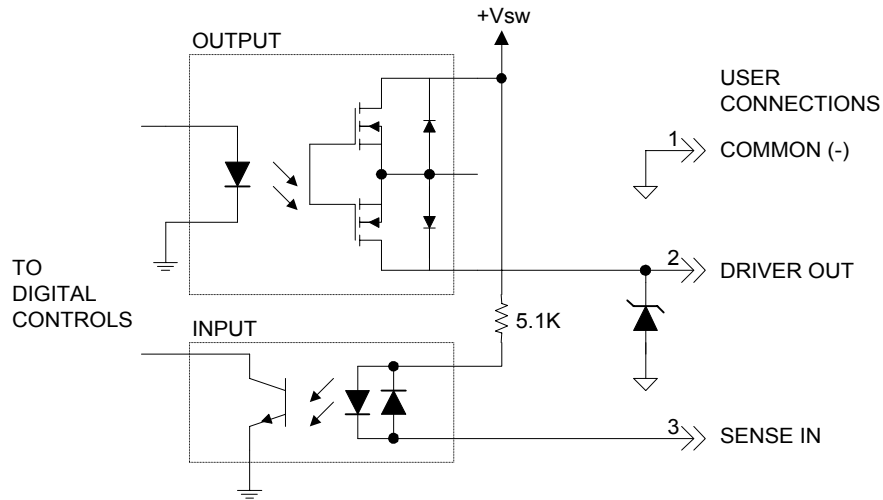 +Vsw
OUTPUT
USER
CONNECTIONS
1
COMMON (-)
2
DRIVER OUT
TO
DIGITAL
CONTROLS
5.1K
INPUT
3
SENSE IN